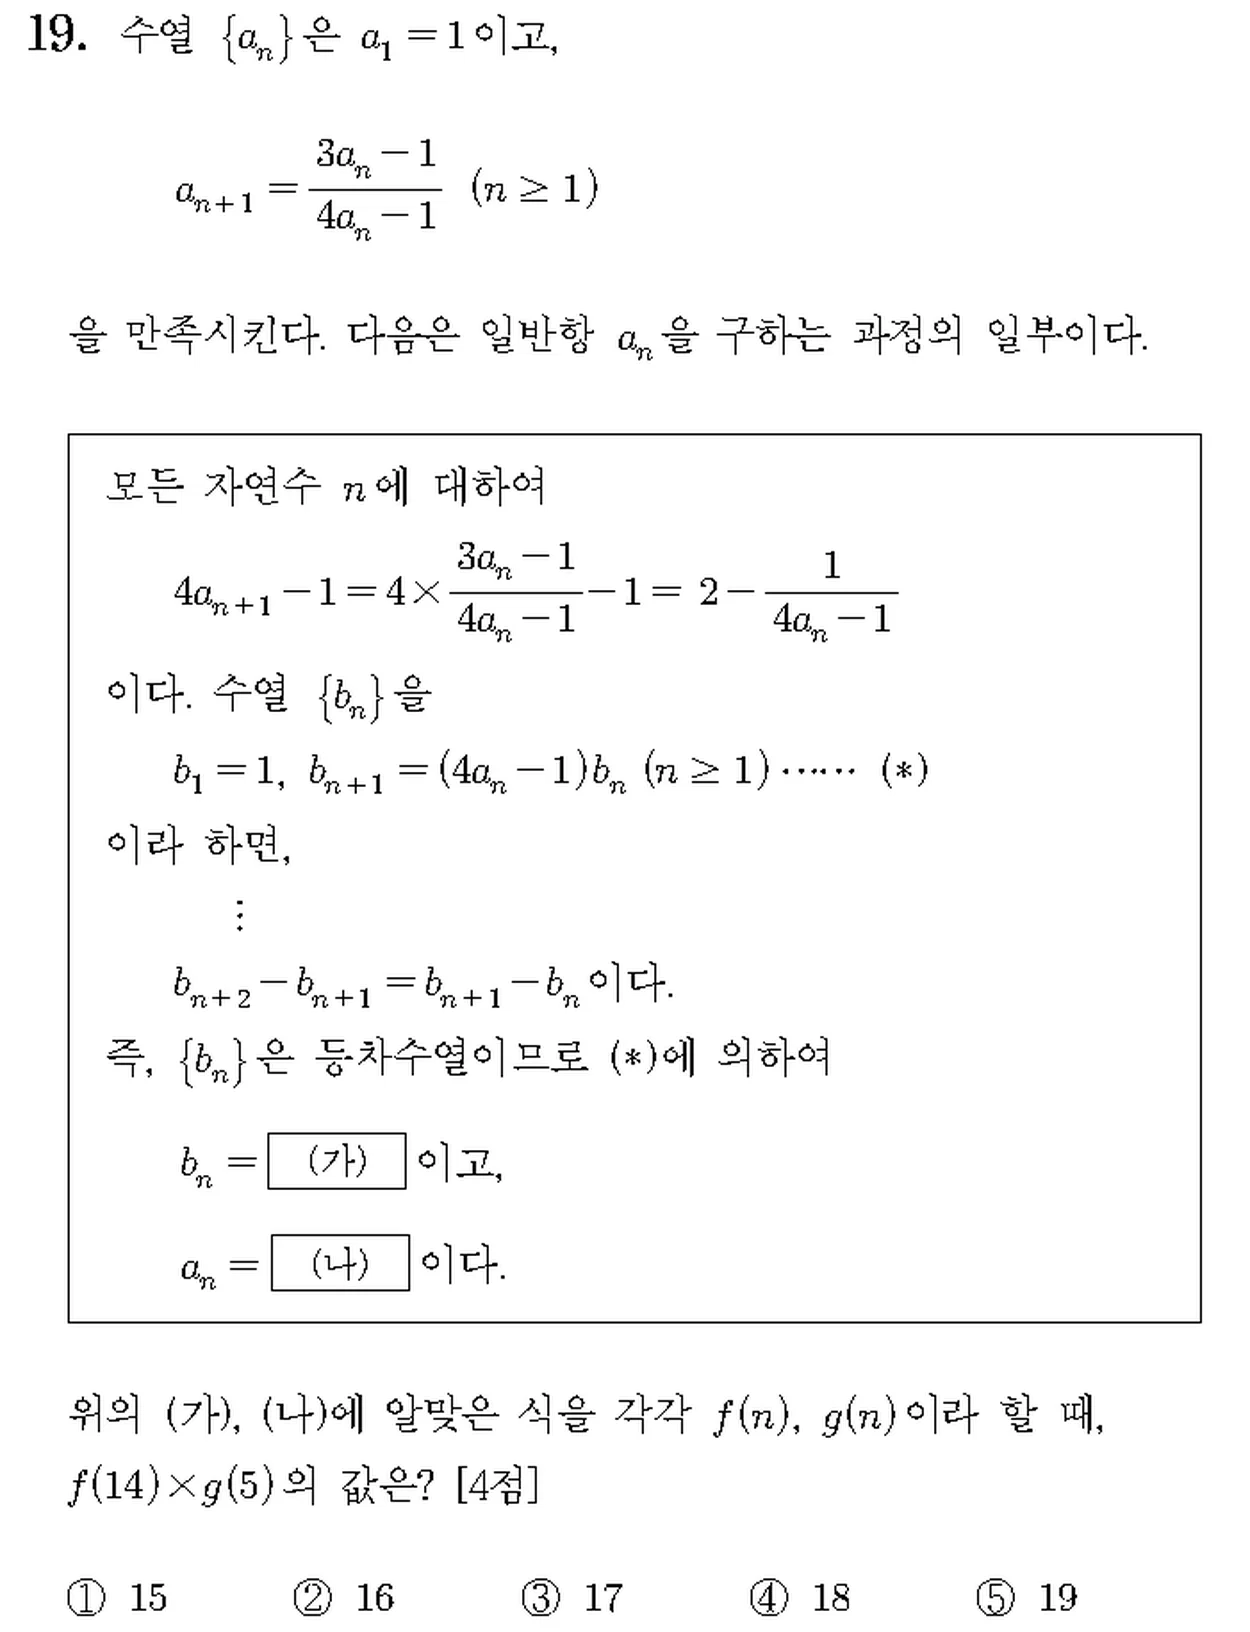 19. 수열 {aₙ}은 a₁ = 1이고,
aₙ₊₁ = (3aₙ − 1)/(4aₙ − 1) (n ≥ 1)
을 만족시킨다. 다음은 일반항 aₙ을 구하는 과정의 일부이다.
모든 자연수 n에 대하여
4aₙ₊₁ − 1 = 4 × (3aₙ − 1)/(4aₙ − 1) − 1 = 2 − 1/(4aₙ − 1)
이다. 수열 {bₙ}을
b₁ = 1, bₙ₊₁ = (4aₙ − 1)bₙ (n ≥ 1) ⋯⋯ (*)
이라 하면,
⋮
bₙ₊₂ − bₙ₊₁ = bₙ₊₁ − bₙ이다.
즉, {bₙ}은 등차수열이므로 (*)에 의하여
bₙ = (가) 이고,
aₙ = (나) 이다.
위의 (가), (나)에 알맞은 식을 각각 f(n), g(n)이라 할 때,
f(14)×g(5)의 값은? [4점]
① 15 ② 16 ③ 17 ④ 18 ⑤ 19